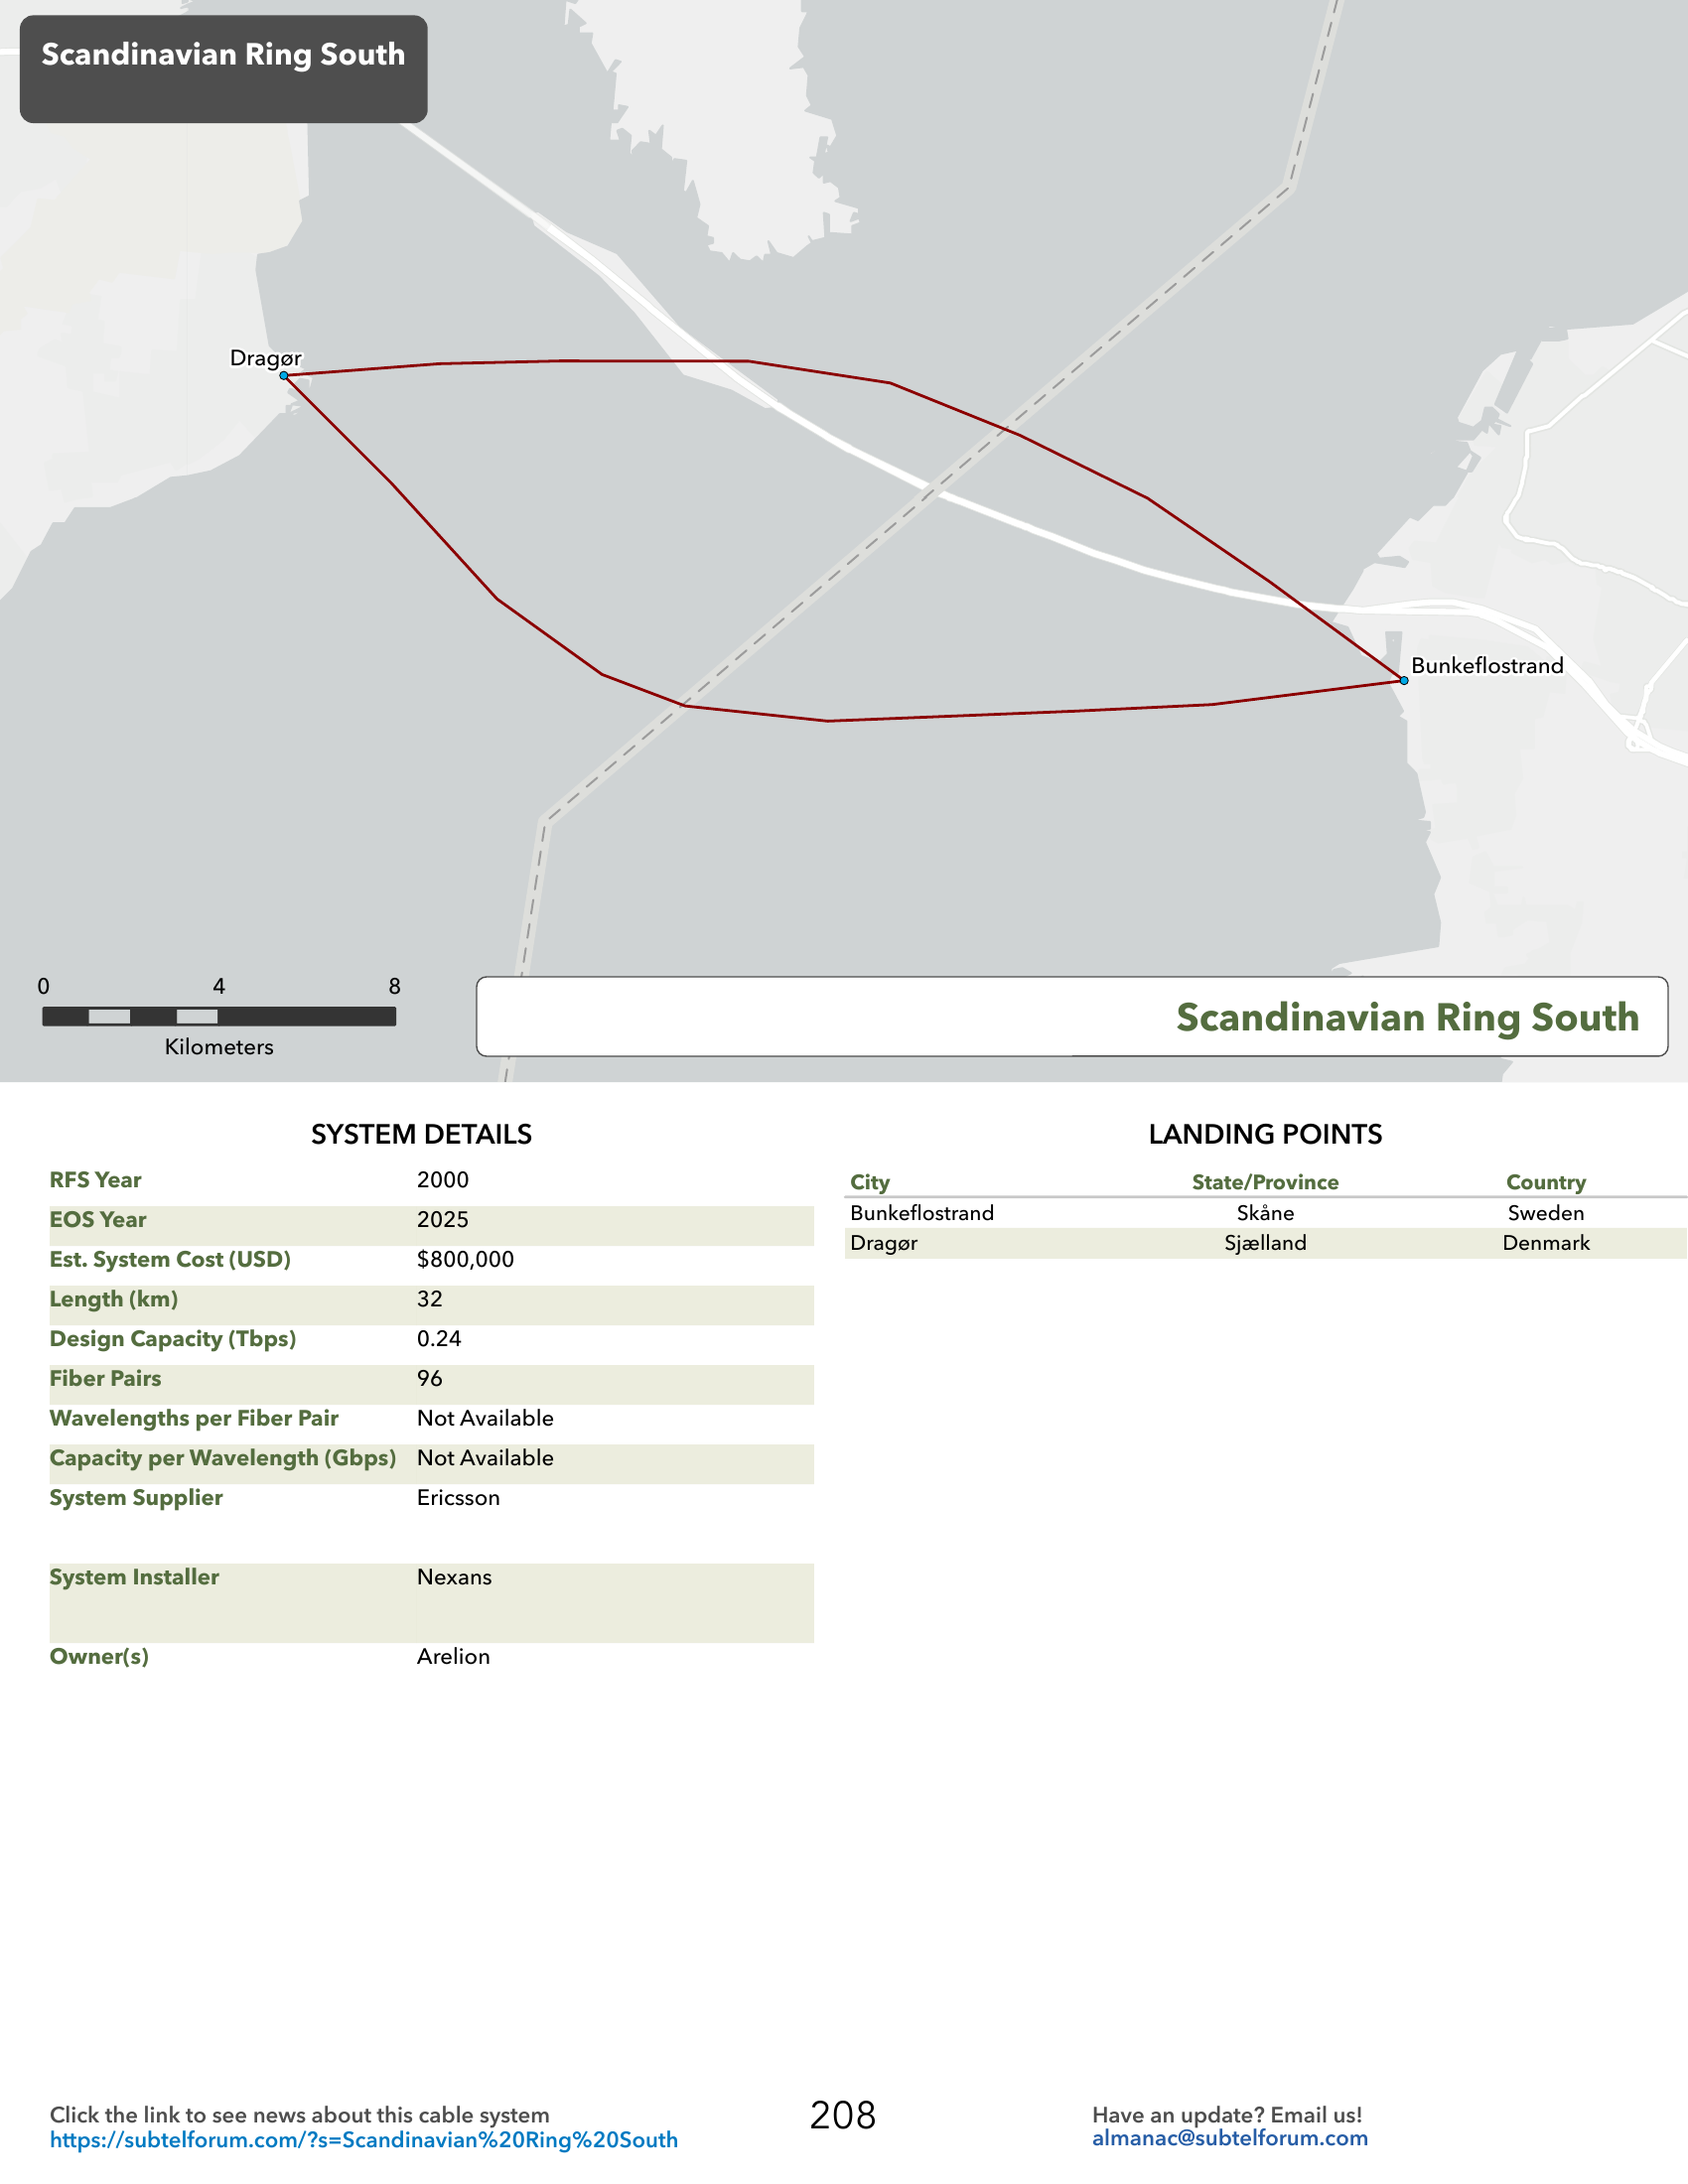 Scandinavian Ring South
Dragør
Bunkeflostrand
0 4 8
Kilometers
Scandinavian Ring South
SYSTEM DETAILS
RFS Year 2000
EOS Year 2025
Est. System Cost (USD) $800,000
Length (km) 32
Design Capacity (Tbps) 0.24
Fiber Pairs 96
Wavelengths per Fiber Pair Not Available
Capacity per Wavelength (Gbps) Not Available
System Supplier Ericsson
System Installer Nexans
Owner(s) Arelion
LANDING POINTS
City State/Province Country
Bunkeflostrand Skåne Sweden
Dragør Sjælland Denmark
Click the link to see news about this cable system
https://subtelforum.com/?s=Scandinavian%20Ring%20South
208
Have an update? Email us!
almanac@subtelforum.com